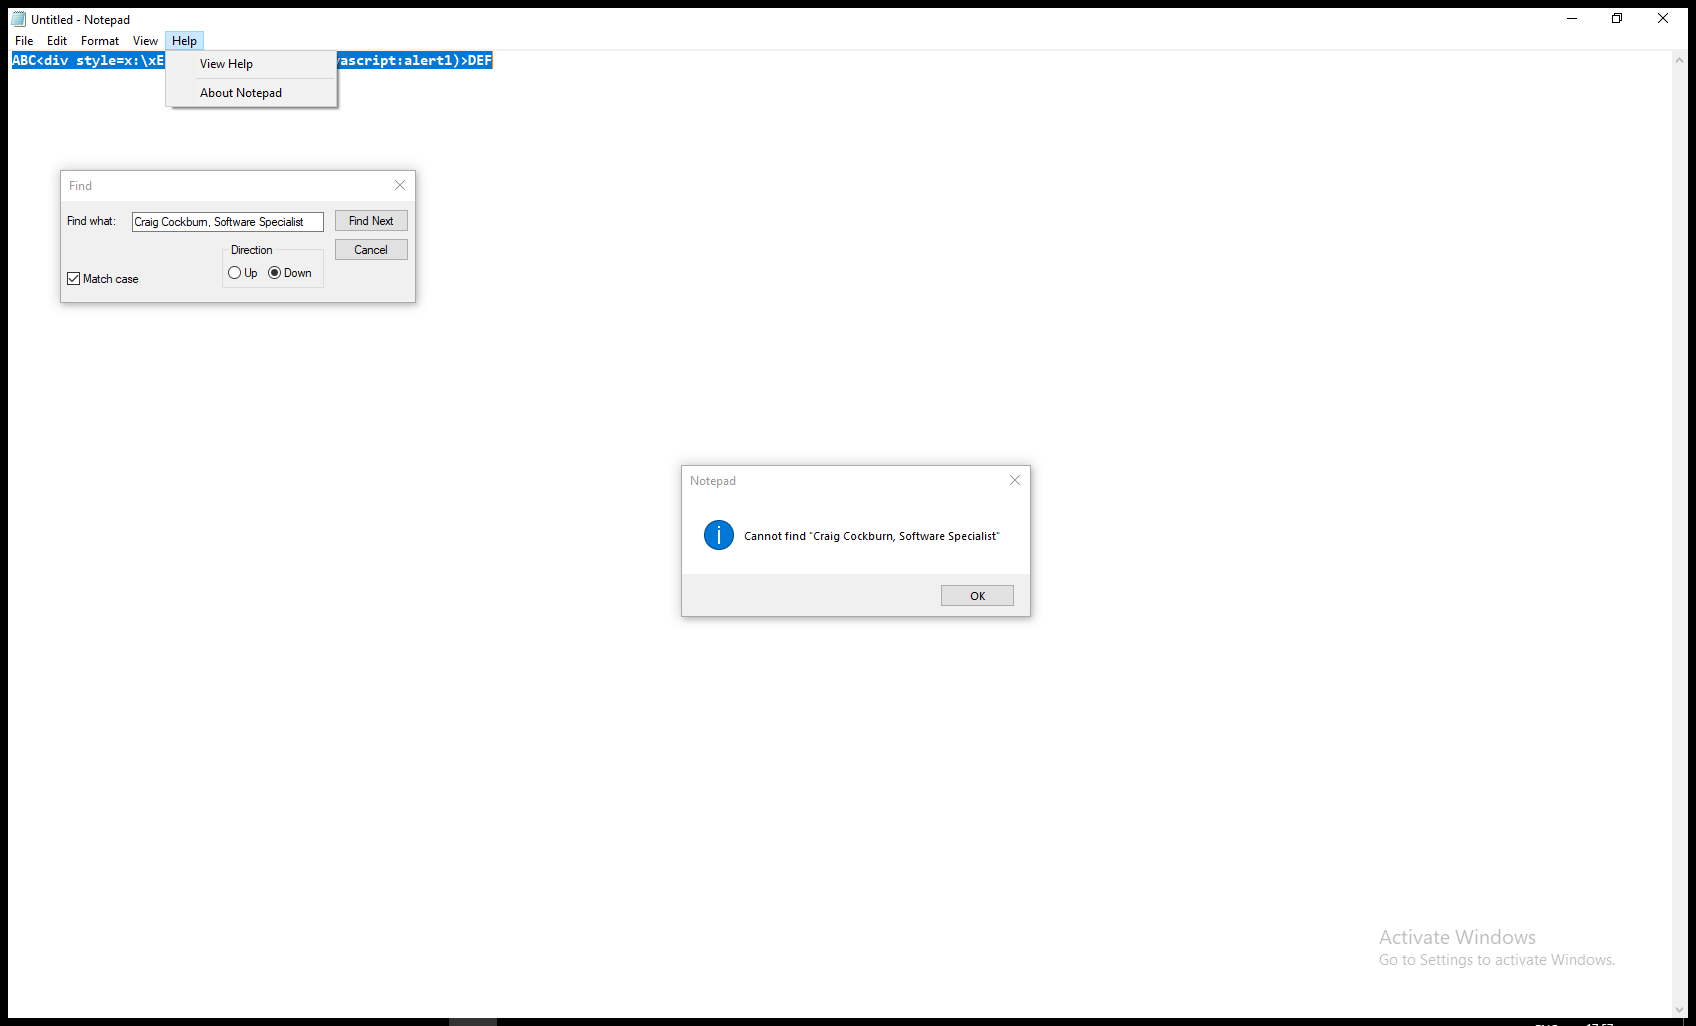 Untitled - Notepad
File Edit Format View Help
ABC<div style=x:\xE ascript:alert1)>DEF
View Help
About Notepad
Find
Find what: Craig Cockburn, Software Specialist Find Next
Direction Cancel
Up Down
Match case
Notepad
Cannot find "Craig Cockburn, Software Specialist"
OK
Activate Windows
Go to Settings to activate Windows.